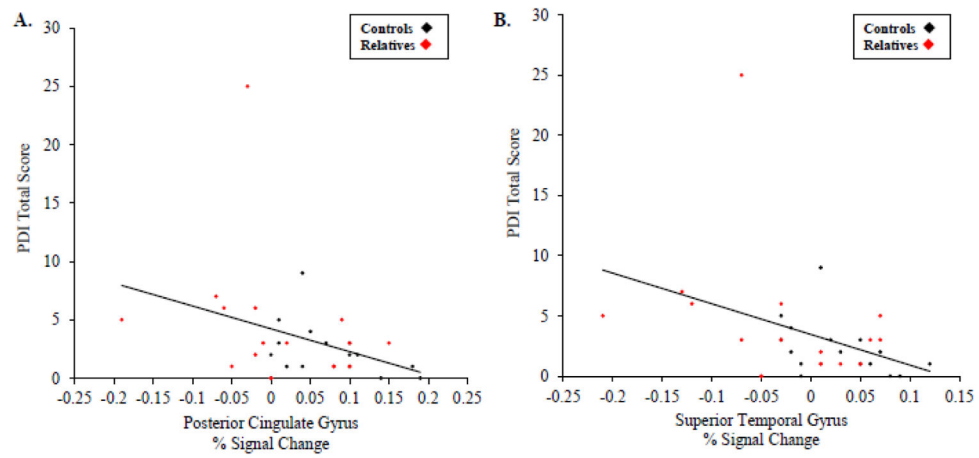 A.
Controls
Relatives
PDI Total Score
30
25
20
15
10
5
0
-0.25 -0.2 -0.15 -0.1 -0.05 0 0.05 0.1 0.15 0.2 0.25
Posterior Cingulate Gyrus
% Signal Change
B.
Controls
Relatives
PDI Total Score
30
25
20
15
10
5
0
-0.25 -0.2 -0.15 -0.1 -0.05 0 0.05 0.1 0.15
Superior Temporal Gyrus
% Signal Change